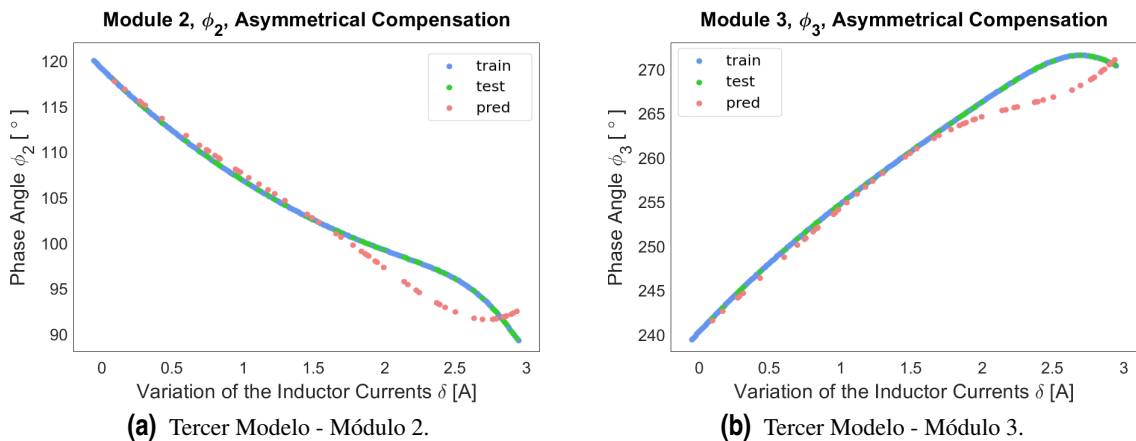 Module 2, ϕ2, Asymmetrical Compensation
120
115
110
105
100
95
90
Phase Angle ϕ2 [ ° ]
train
test
pred
0 0.5 1 1.5 2 2.5 3
Variation of the Inductor Currents δ [A]
(a) Tercer Modelo - Módulo 2.
Module 3, ϕ3, Asymmetrical Compensation
270
265
260
255
250
245
240
Phase Angle ϕ3 [ ° ]
train
test
pred
0 0.5 1 1.5 2 2.5 3
Variation of the Inductor Currents δ [A]
(b) Tercer Modelo - Módulo 3.